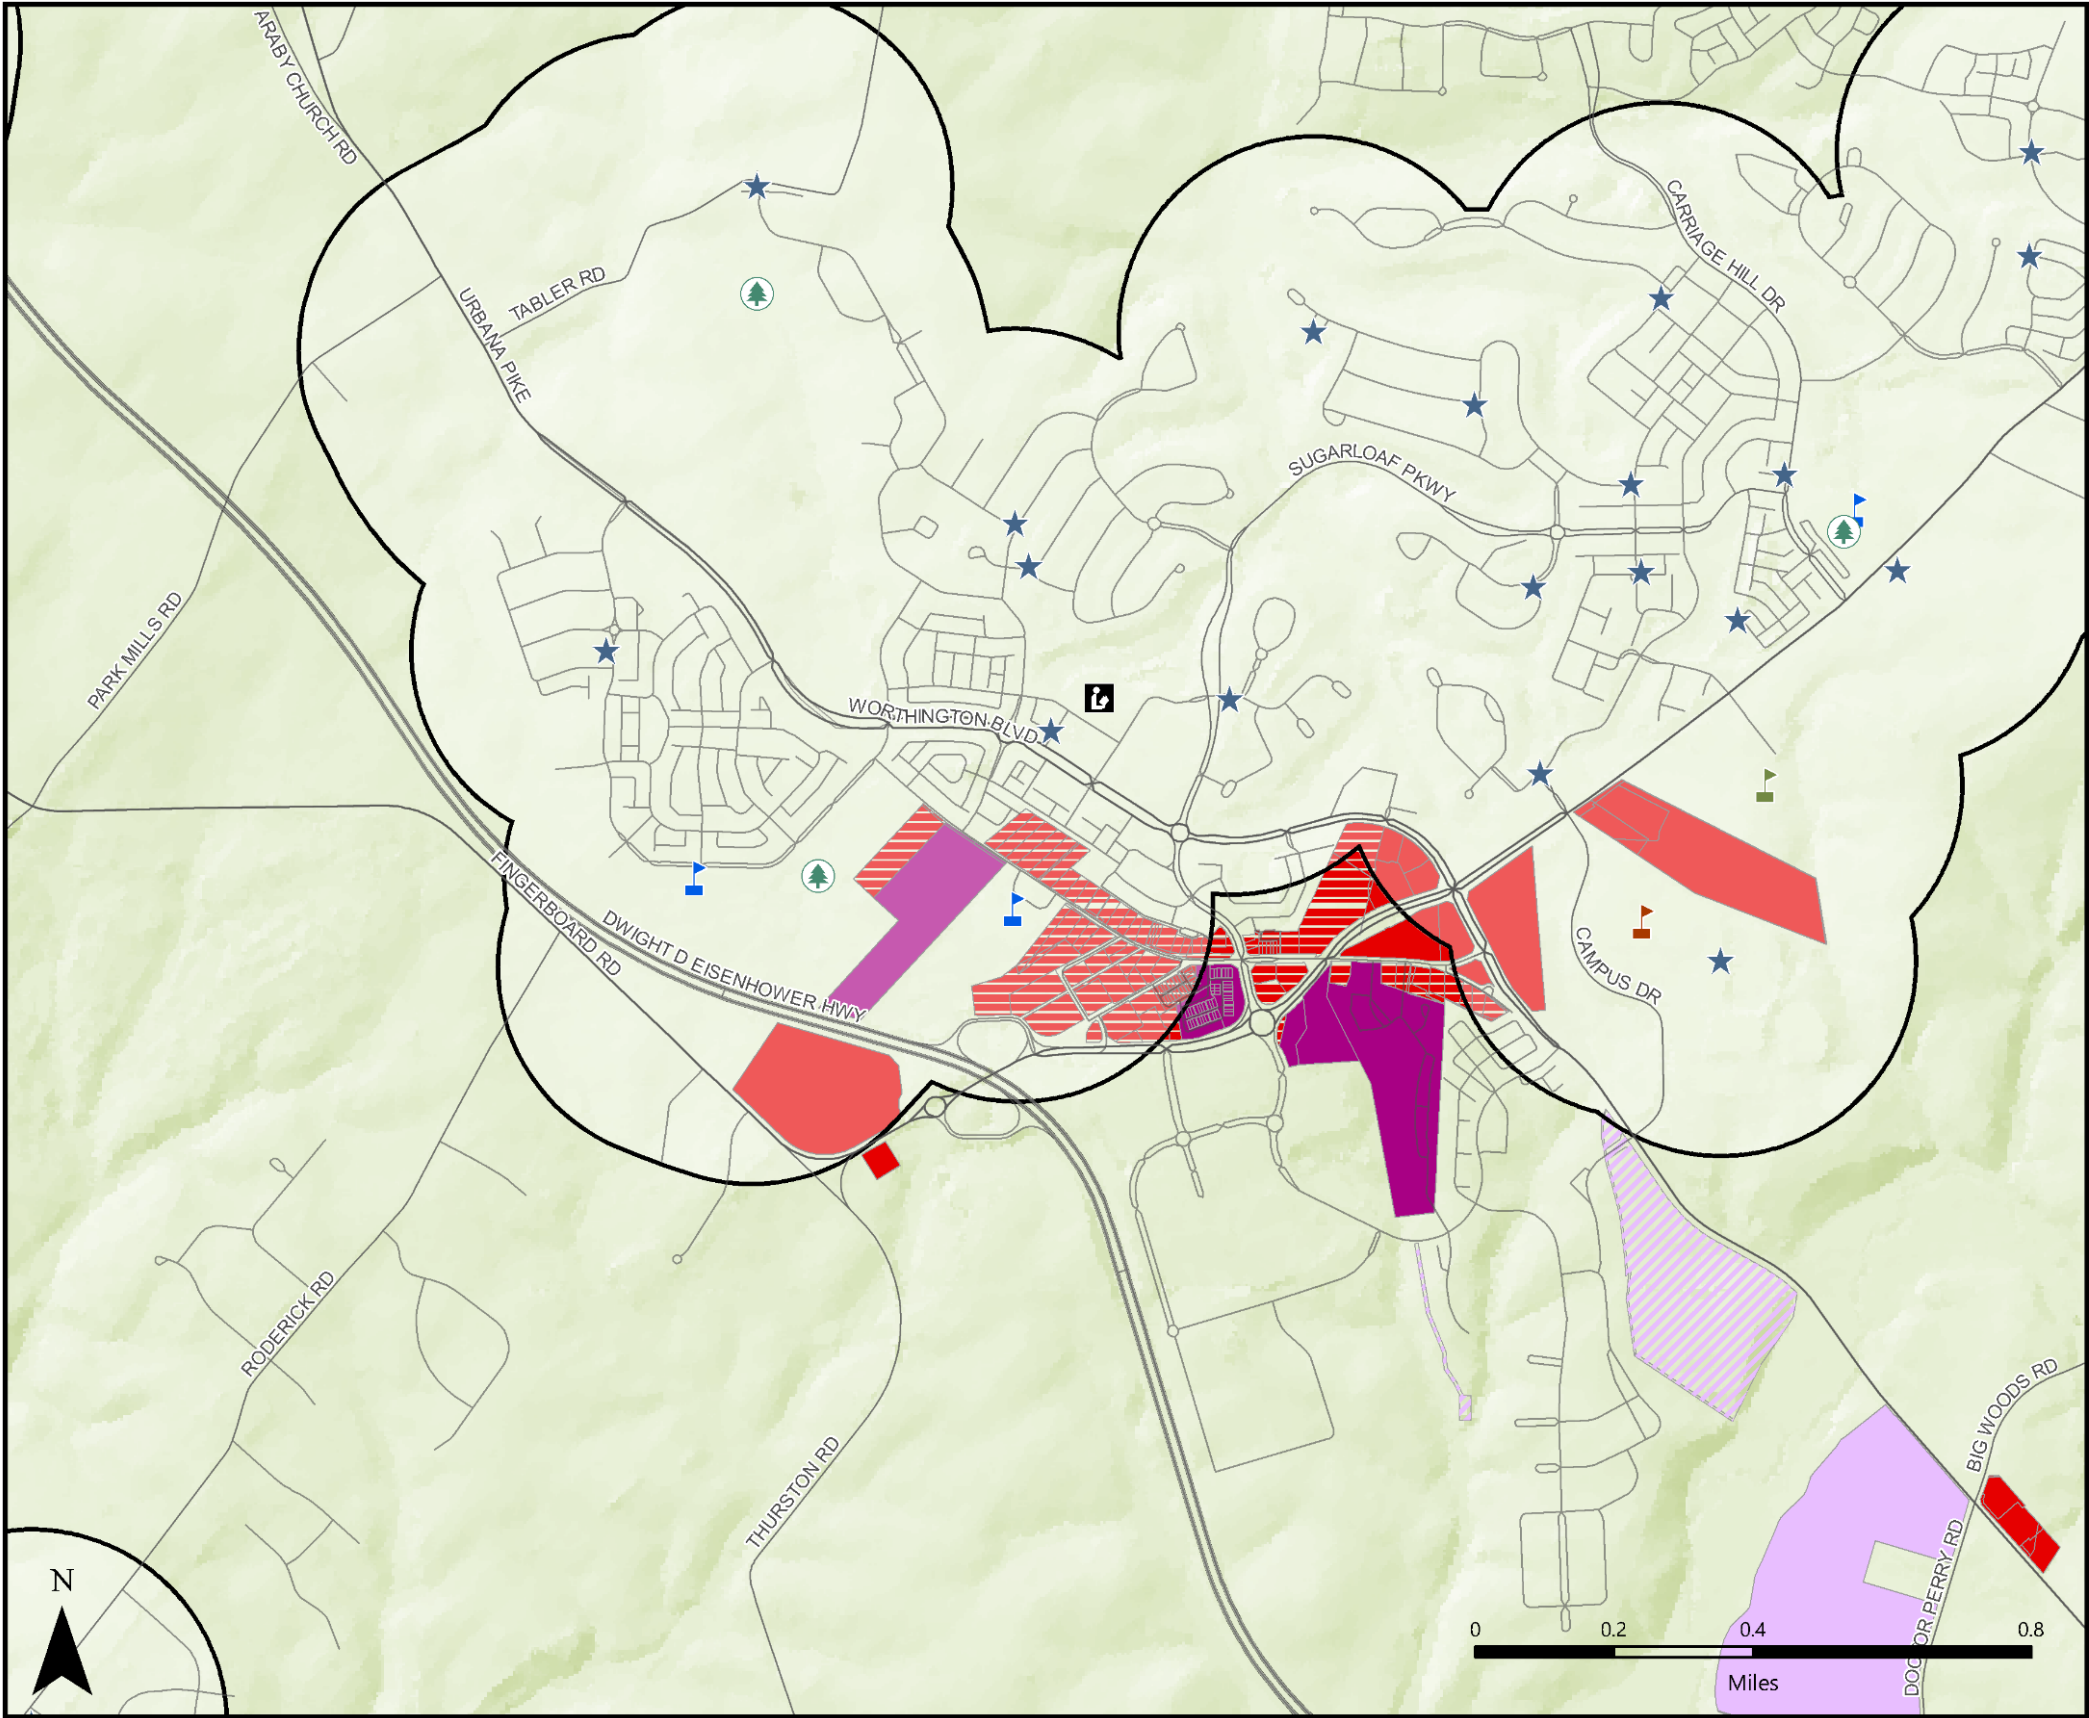 ARABY CHURCH RD
CARRIAGE HILL DR
TABLER RD
URBANA PIKE
SUGARLOAF PKWY
PARK MILLS RD
WORTHINGTON BLVD
FINGERBOARD RD
DWIGHT D EISENHOWER HWY
CAMPUS DR
RODERICK RD
THURSTON RD
BIG WOODS RD
DOCTOR PERRY RD
N
0 0.2 0.4 0.8
Miles